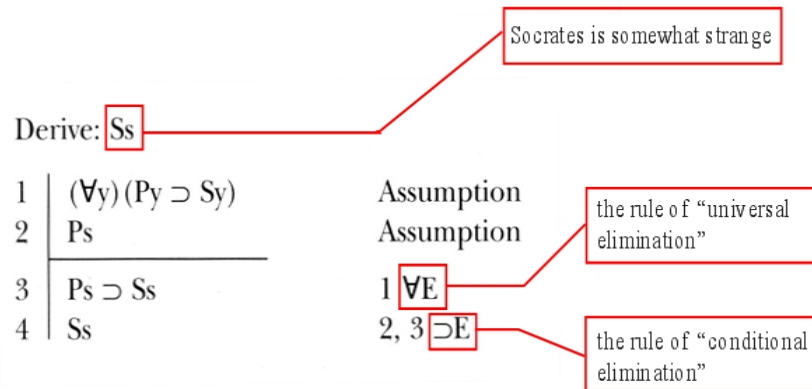 Socrates is somewhat strange
Derive: Ss
1 (∀y)(Py ⊃ Sy) Assumption
2 Ps Assumption
the rule of “universal
elimination”
3 Ps ⊃ Ss 1 ∀E
4 Ss 2, 3 ⊃E
the rule of “conditional
elimination”